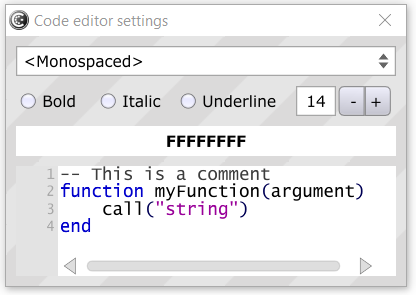 Code editor settings
<Monospaced>
Bold Italic Underline 14 - +
FFFFFFFF
1 -- This is a comment
2 function myFunction(argument)
3     call("string")
4 end